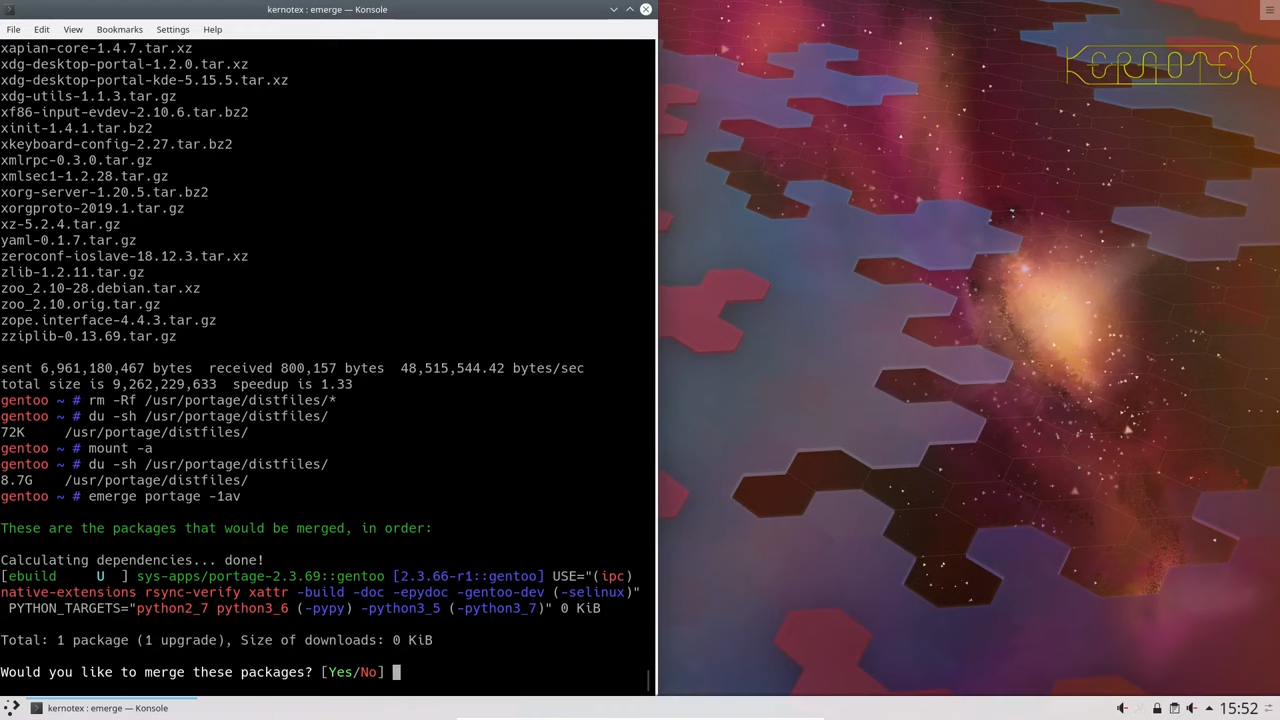 kernotex : emerge — Konsole
File Edit View Bookmarks Settings Help
xapian-core-1.4.7.tar.xz
xdg-desktop-portal-1.2.0.tar.xz
xdg-desktop-portal-kde-5.15.5.tar.xz
xdg-utils-1.1.3.tar.gz
xf86-input-evdev-2.10.6.tar.bz2
xinit-1.4.1.tar.bz2
xkeyboard-config-2.27.tar.bz2
xmlrpc-0.3.0.tar.gz
xmlsec1-1.2.28.tar.gz
xorg-server-1.20.5.tar.bz2
xorgproto-2019.1.tar.gz
xz-5.2.4.tar.gz
yaml-0.1.7.tar.gz
zeroconf-ioslave-18.12.3.tar.xz
zlib-1.2.11.tar.gz
zoo_2.10-28.debian.tar.xz
zoo_2.10.orig.tar.gz
zope.interface-4.4.3.tar.gz
zziplib-0.13.69.tar.gz
sent 6,961,180,467 bytes  received 800,157 bytes  48,515,544.42 bytes/sec
total size is 9,262,229,633  speedup is 1.33
gentoo ~ # rm -Rf /usr/portage/distfiles/*
gentoo ~ # du -sh /usr/portage/distfiles/
72K     /usr/portage/distfiles/
gentoo ~ # mount -a
gentoo ~ # du -sh /usr/portage/distfiles/
8.7G    /usr/portage/distfiles/
gentoo ~ # emerge portage -1av
These are the packages that would be merged, in order:
Calculating dependencies... done!
[ebuild     U  ] sys-apps/portage-2.3.69::gentoo [2.3.66-r1::gentoo] USE="(ipc)
native-extensions rsync-verify xattr -build -doc -epydoc -gentoo-dev (-selinux)"
PYTHON_TARGETS="python2_7 python3_6 (-pypy) -python3_5 (-python3_7)" 0 KiB
Total: 1 package (1 upgrade), Size of downloads: 0 KiB
Would you like to merge these packages? [Yes/No]
KERNOTEX
kernotex : emerge — Konsole
15:52